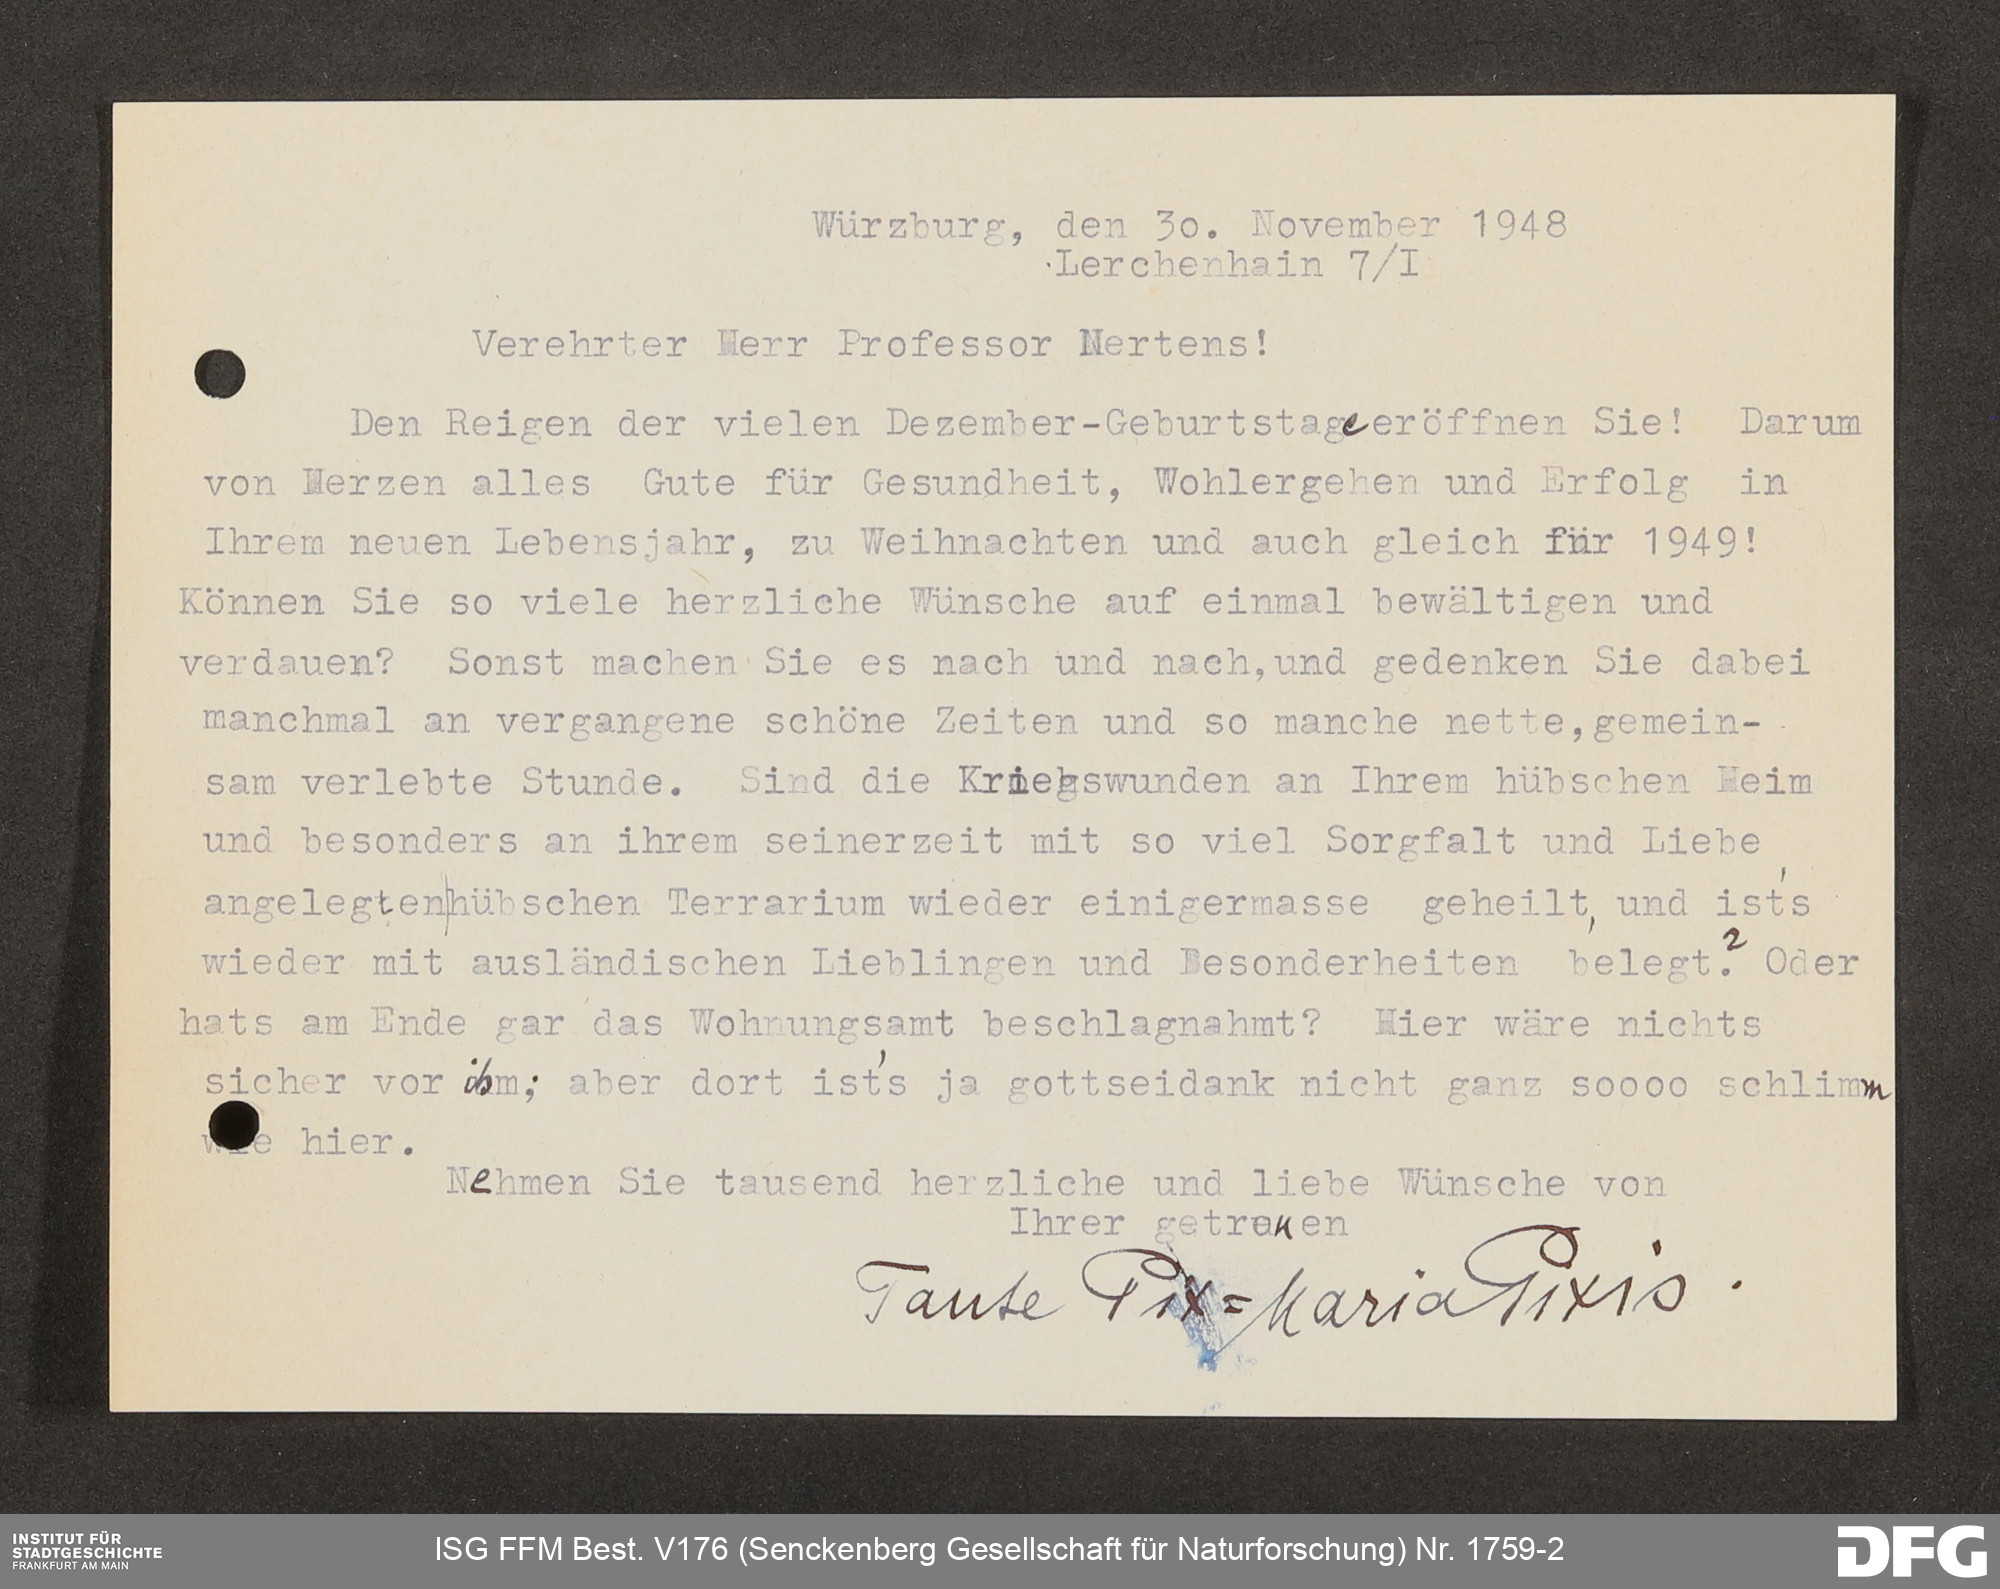 Würzburg, den 30. November 1948
Lerchenhain 7/I
Verehrter Herr Professor Mertens!
Den Reigen der vielen Dezember-Geburtstage eröffnen Sie! Darum
von Herzen alles Gute für Gesundheit, Wohlergehen und Erfolg in
Ihrem neuen Lebensjahr, zu Weihnachten und auch gleich für 1949!
Können Sie so viele herzliche Wünsche auf einmal bewältigen und
verdauen? Sonst machen Sie es nach und nach,und gedenken Sie dabei
manchmal an vergangene schöne Zeiten und so manche nette,gemein-
sam verlebte Stunde. Sind die Kriegswunden an Ihrem hübschen Heim
und besonders an ihrem seinerzeit mit so viel Sorgfalt und Liebe
angelegten|hübschen Terrarium wieder einigermasse geheilt, und ist's
wieder mit ausländischen Lieblingen und Besonderheiten belegt? Oder
hats am Ende gar das Wohnungsamt beschlagnahmt? Hier wäre nichts
sicher vor ihm; aber dort ist's ja gottseidank nicht ganz soooo schlimm
wie hier.
Nehmen Sie tausend herzliche und liebe Wünsche von
Ihrer getreuen
Tante Pix = Maria Pixis.
INSTITUT FÜR
STADTGESCHICHTE
FRANKFURT AM MAIN
ISG FFM Best. V176 (Senckenberg Gesellschaft für Naturforschung) Nr. 1759-2
DFG